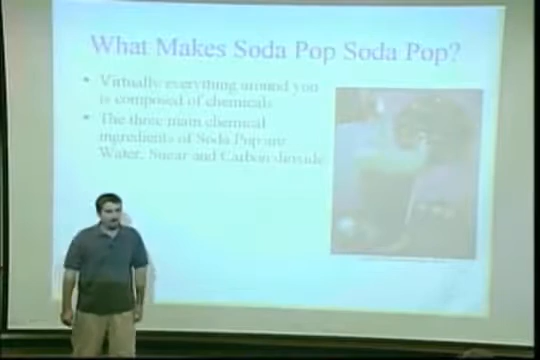 What Makes Soda Pop Soda Pop?
• Virtually everything around you
is composed of chemicals
• The three main chemical
ingredients of Soda Pop are
Water, Sugar and Carbon dioxide